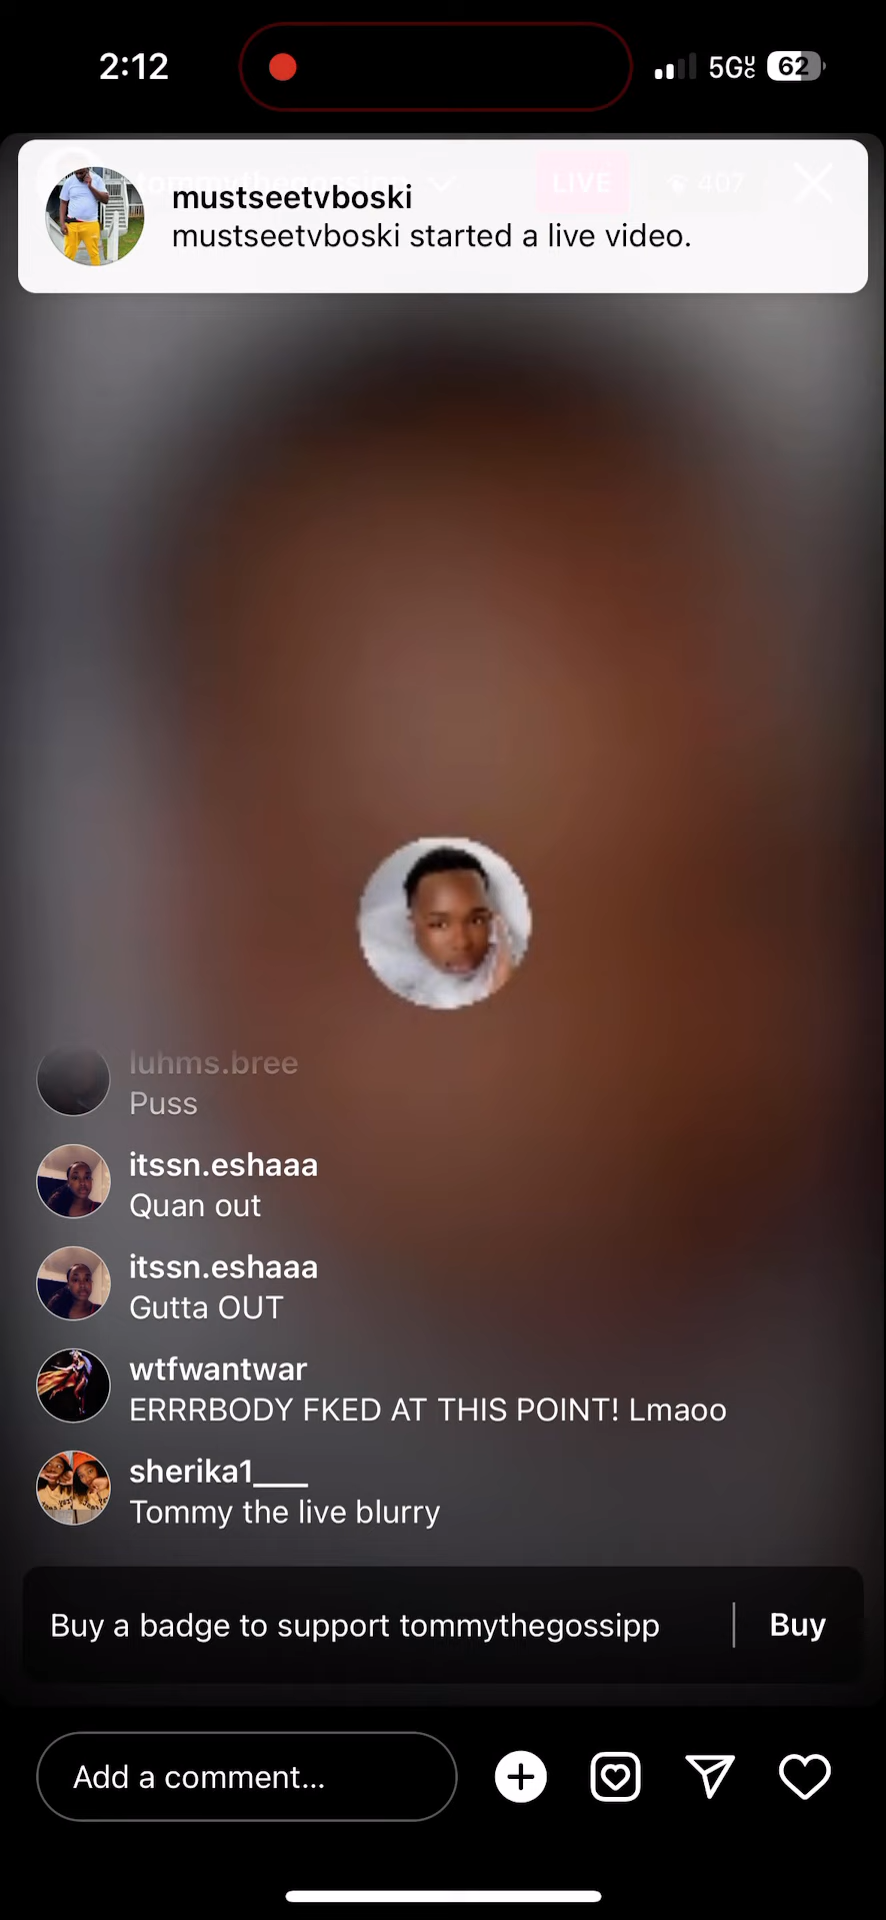 2:12
5GUC
62
tommythegossipp
LIVE
407
mustseetvboski
mustseetvboski started a live video.
luhms.bree
Puss
itssn.eshaaa
Quan out
itssn.eshaaa
Gutta OUT
wtfwantwar
ERRRBODY FKED AT THIS POINT! Lmaoo
sherika1___
Tommy the live blurry
Buy a badge to support tommythegossipp
Buy
Add a comment...